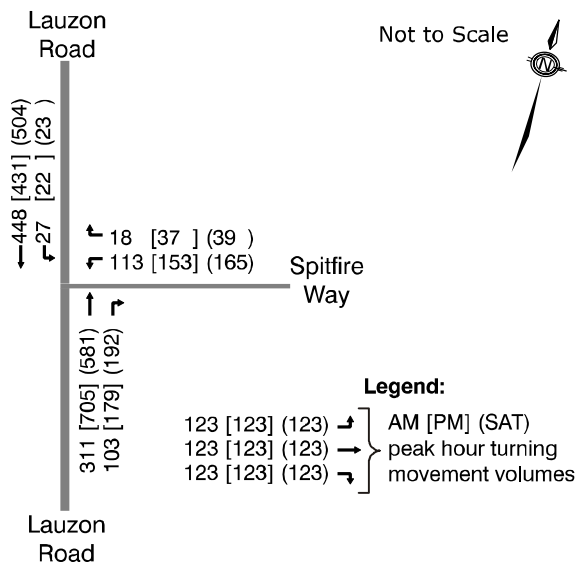 Lauzon
Road
Not to Scale
N
448 [431] (504)
27 [22 ] (23 )
18 [37 ] (39 )
113 [153] (165)
Spitfire
Way
311 [705] (581)
103 [179] (192)
Legend:
123 [123] (123)
123 [123] (123)
123 [123] (123)
AM [PM] (SAT)
peak hour turning
movement volumes
Lauzon
Road